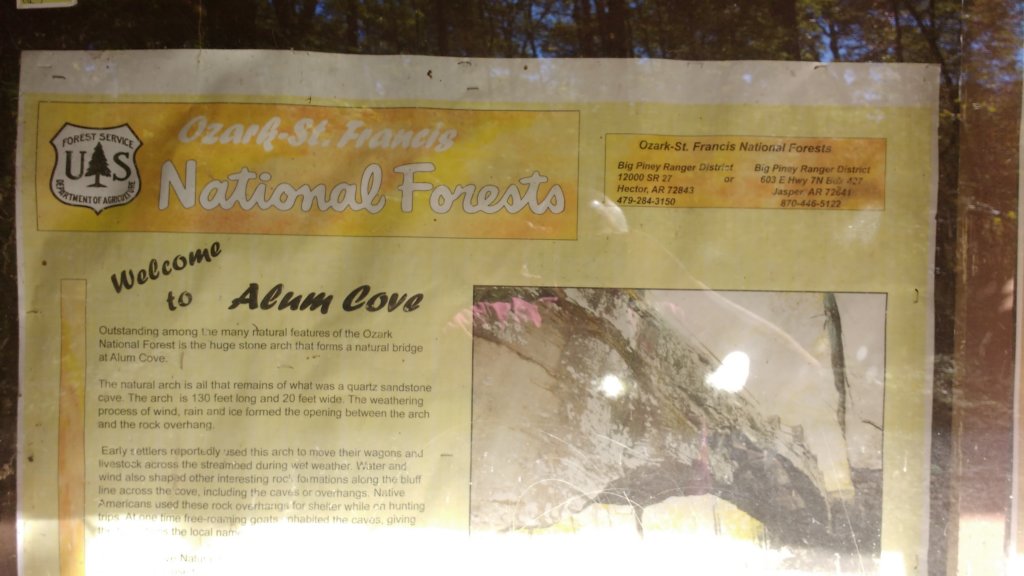 FOREST SERVICE
U S
DEPARTMENT OF AGRICULTURE
Ozark-St. Francis
National Forests
Ozark-St. Francis National Forests
Big Piney Ranger District
12000 SR 27
Hector, AR 72843
479-284-3150
or
Big Piney Ranger District
603 E Hwy 7N Box 427
Jasper, AR 72641
870-446-5122
Welcome
to
Alum Cove
Outstanding among the many natural features of the Ozark
National Forest is the huge stone arch that forms a natural bridge
at Alum Cove.
The natural arch is all that remains of what was a quartz sandstone
cave. The arch is 130 feet long and 20 feet wide. The weathering
process of wind, rain and ice formed the opening between the arch
and the rock overhang.
Early settlers reportedly used this arch to move their wagons and
livestock across the streambed during wet weather. Water and
wind also shaped other interesting rock formations along the bluff
line across the cove, including the caves or overhangs. Native
Americans used these rock overhangs for shelter while on hunting
trips. At one time free-roaming goats inhabited the caves, giving
the local